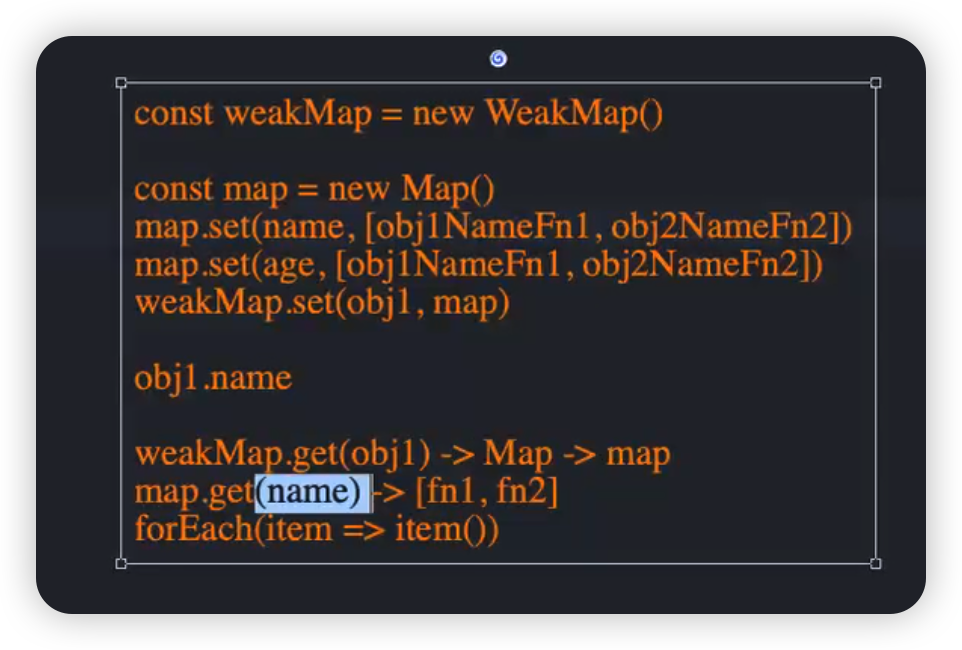 const weakMap = new WeakMap()
const map = new Map()
map.set(name, [obj1NameFn1, obj2NameFn2])
map.set(age, [obj1NameFn1, obj2NameFn2])
weakMap.set(obj1, map)
obj1.name
weakMap.get(obj1) -> Map -> map
map.get(name) -> [fn1, fn2]
forEach(item => item())